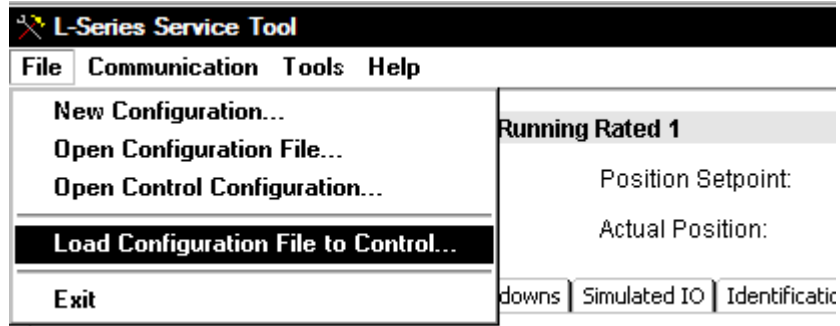 L-Series Service Tool
File Communication Tools Help
New Configuration...
Open Configuration File...
Open Control Configuration...
Load Configuration File to Control...
Exit
Running Rated 1
Position Setpoint:
Actual Position:
downs Simulated IO Identificatio